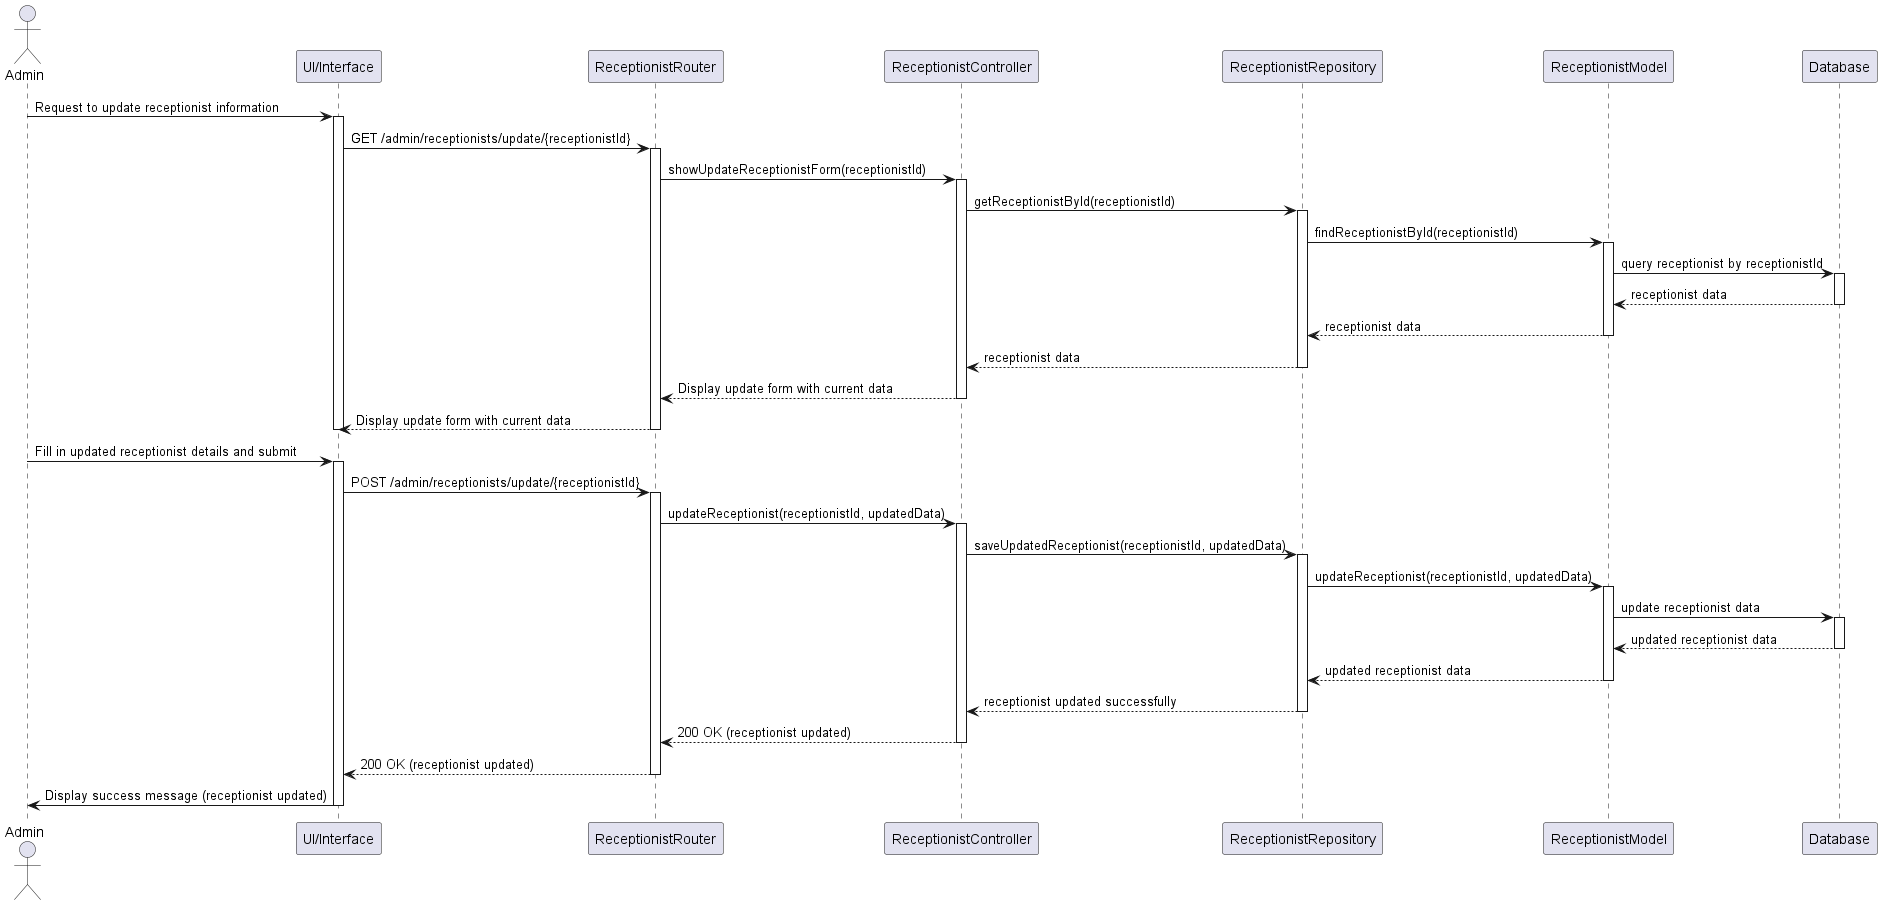 Admin
UI/Interface
ReceptionistRouter
ReceptionistController
ReceptionistRepository
ReceptionistModel
Database
Request to update receptionist information
GET /admin/receptionists/update/{receptionistId}
showUpdateReceptionistForm(receptionistId)
getReceptionistById(receptionistId)
findReceptionistById(receptionistId)
query receptionist by receptionistId
receptionist data
receptionist data
receptionist data
Display update form with current data
Display update form with current data
Fill in updated receptionist details and submit
POST /admin/receptionists/update/{receptionistId}
updateReceptionist(receptionistId, updatedData)
saveUpdatedReceptionist(receptionistId, updatedData)
updateReceptionist(receptionistId, updatedData)
update receptionist data
updated receptionist data
updated receptionist data
receptionist updated successfully
200 OK (receptionist updated)
200 OK (receptionist updated)
Display success message (receptionist updated)
Admin
UI/Interface
ReceptionistRouter
ReceptionistController
ReceptionistRepository
ReceptionistModel
Database